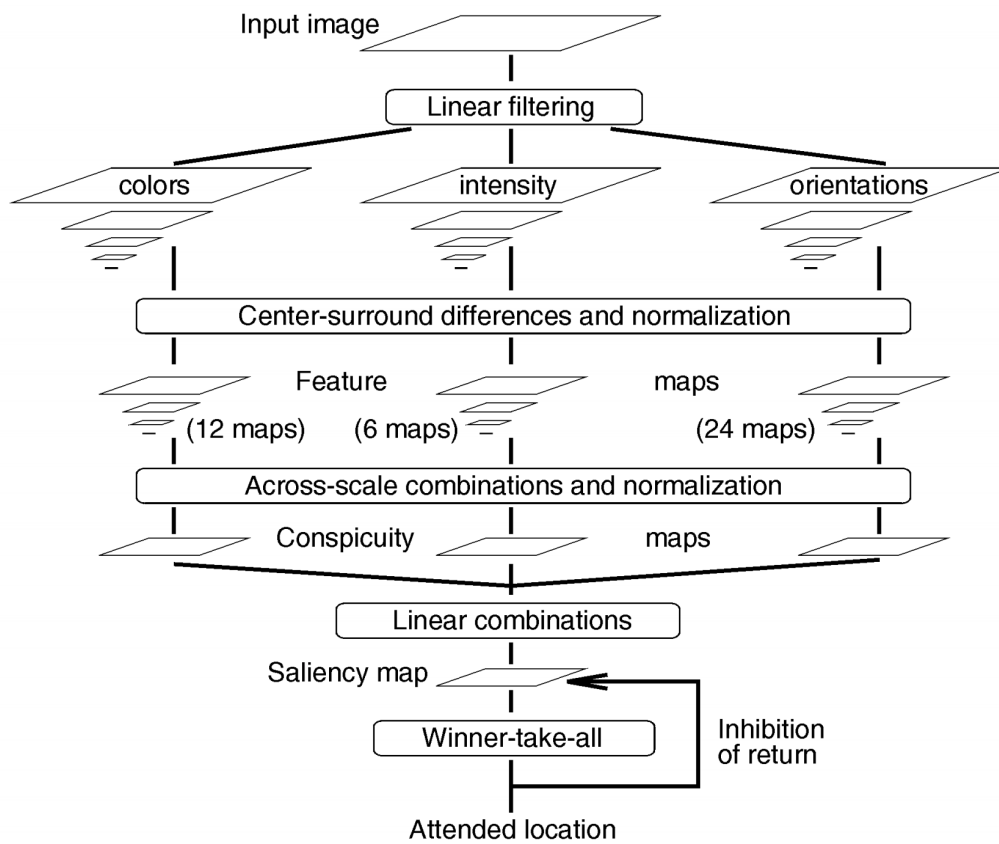 Input image
Linear filtering
colors intensity orientations
Center-surround differences and normalization
Feature maps
(12 maps) (6 maps) (24 maps)
Across-scale combinations and normalization
Conspicuity maps
Linear combinations
Saliency map
Winner-take-all
Inhibition
of return
Attended location